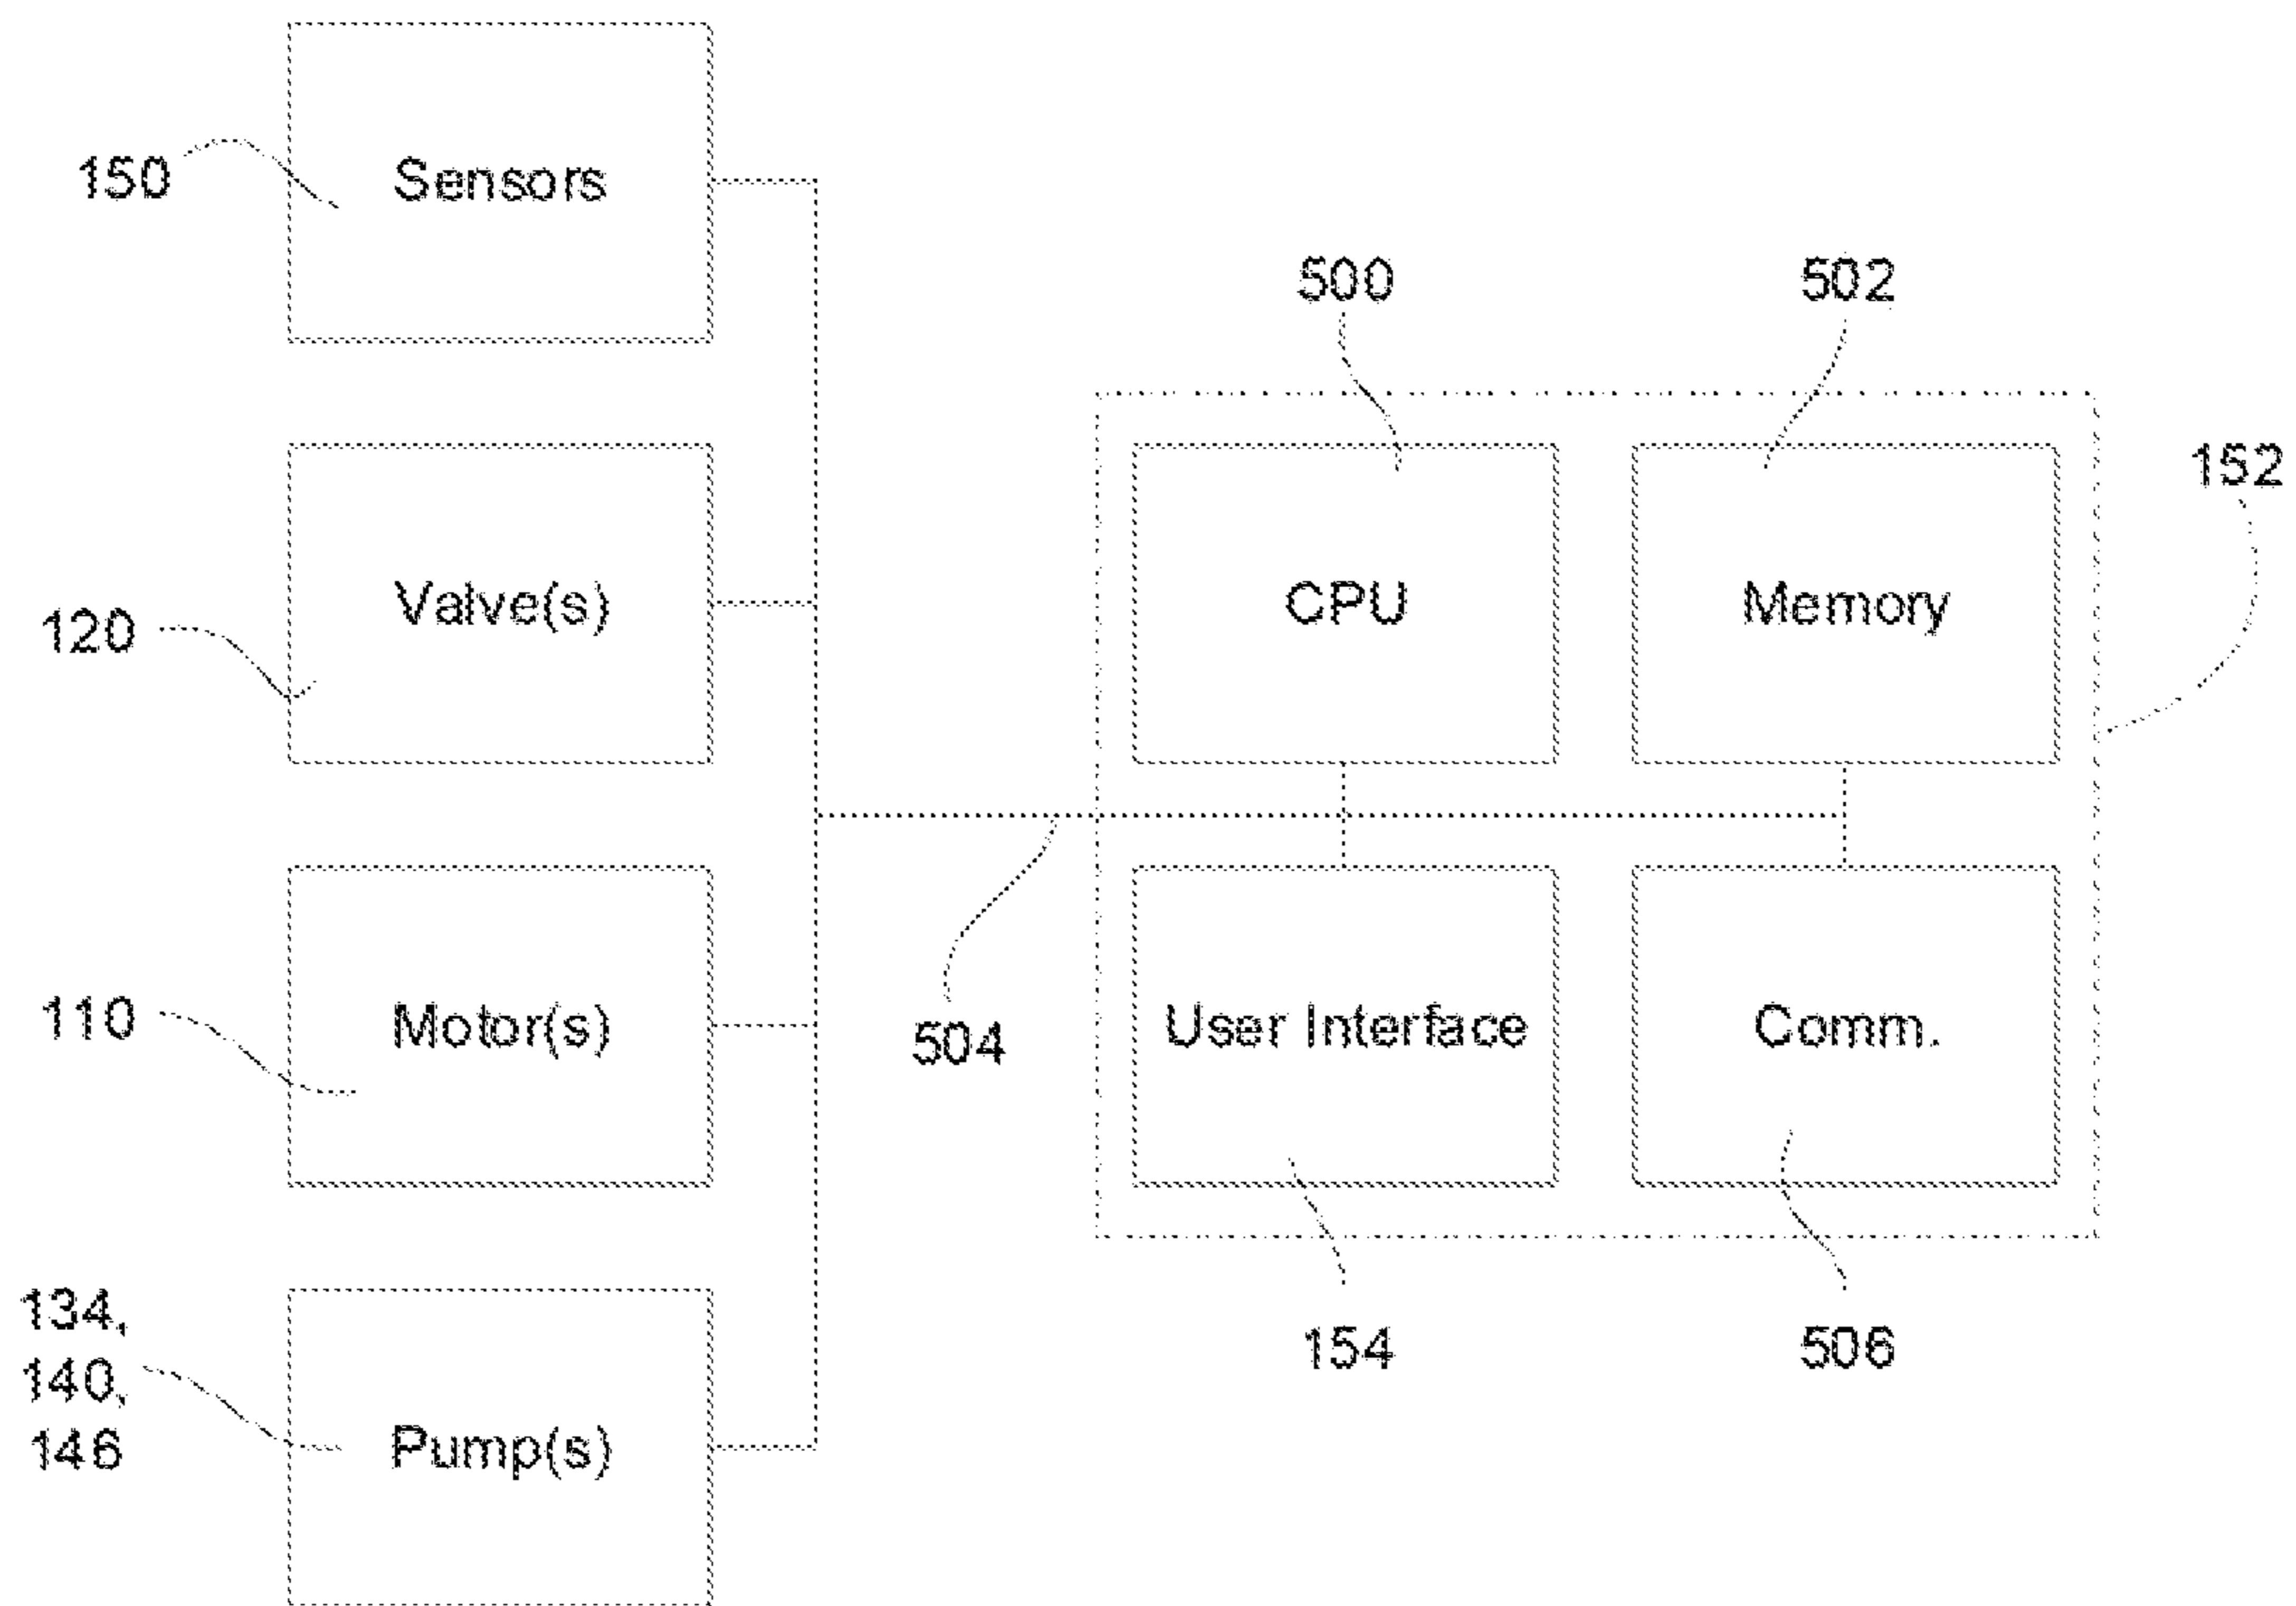 150
Sensors
500
502
152
120
Valve(s)
CPU
Memory
110
Motor(s)
504
User Interface
Comm.
134,
140,
146
Pump(s)
154
506